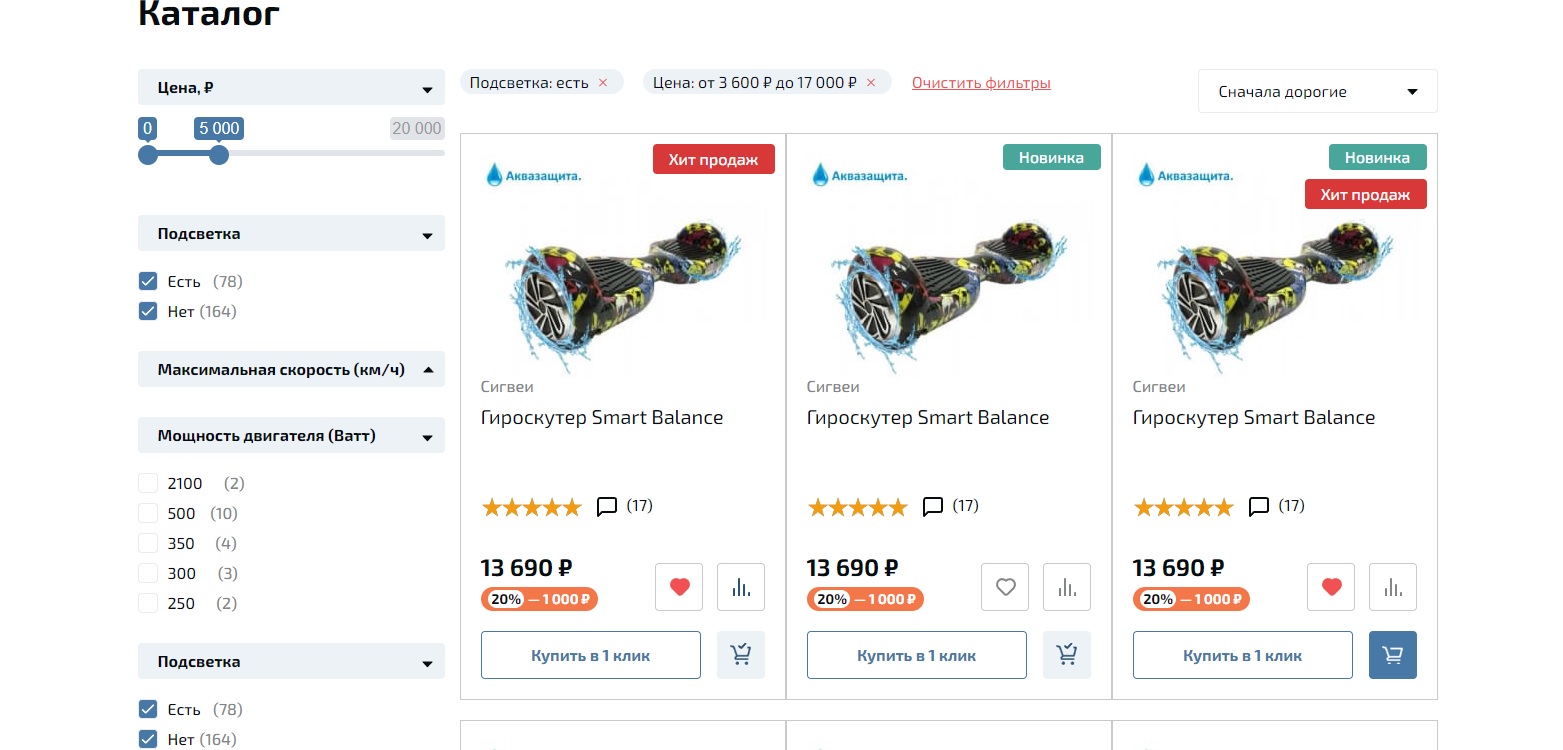 Каталог
Цена, ₽
0
5 000
20 000
Подсветка
Есть (78)
Нет (164)
Максимальная скорость (км/ч)
Мощность двигателя (Ватт)
2100 (2)
500 (10)
350 (4)
300 (3)
250 (2)
Подсветка
Есть (78)
Нет (164)
Подсветка: есть ×
Цена: от 3 600 ₽ до 17 000 ₽ ×
Очистить фильтры
Сначала дорогие
Аквазащита.
Хит продаж
Сигвеи
Гироскутер Smart Balance
(17)
13 690 ₽
20% — 1 000 ₽
Купить в 1 клик
Аквазащита.
Новинка
Сигвеи
Гироскутер Smart Balance
(17)
13 690 ₽
20% — 1 000 ₽
Купить в 1 клик
Аквазащита.
Новинка
Хит продаж
Сигвеи
Гироскутер Smart Balance
(17)
13 690 ₽
20% — 1 000 ₽
Купить в 1 клик